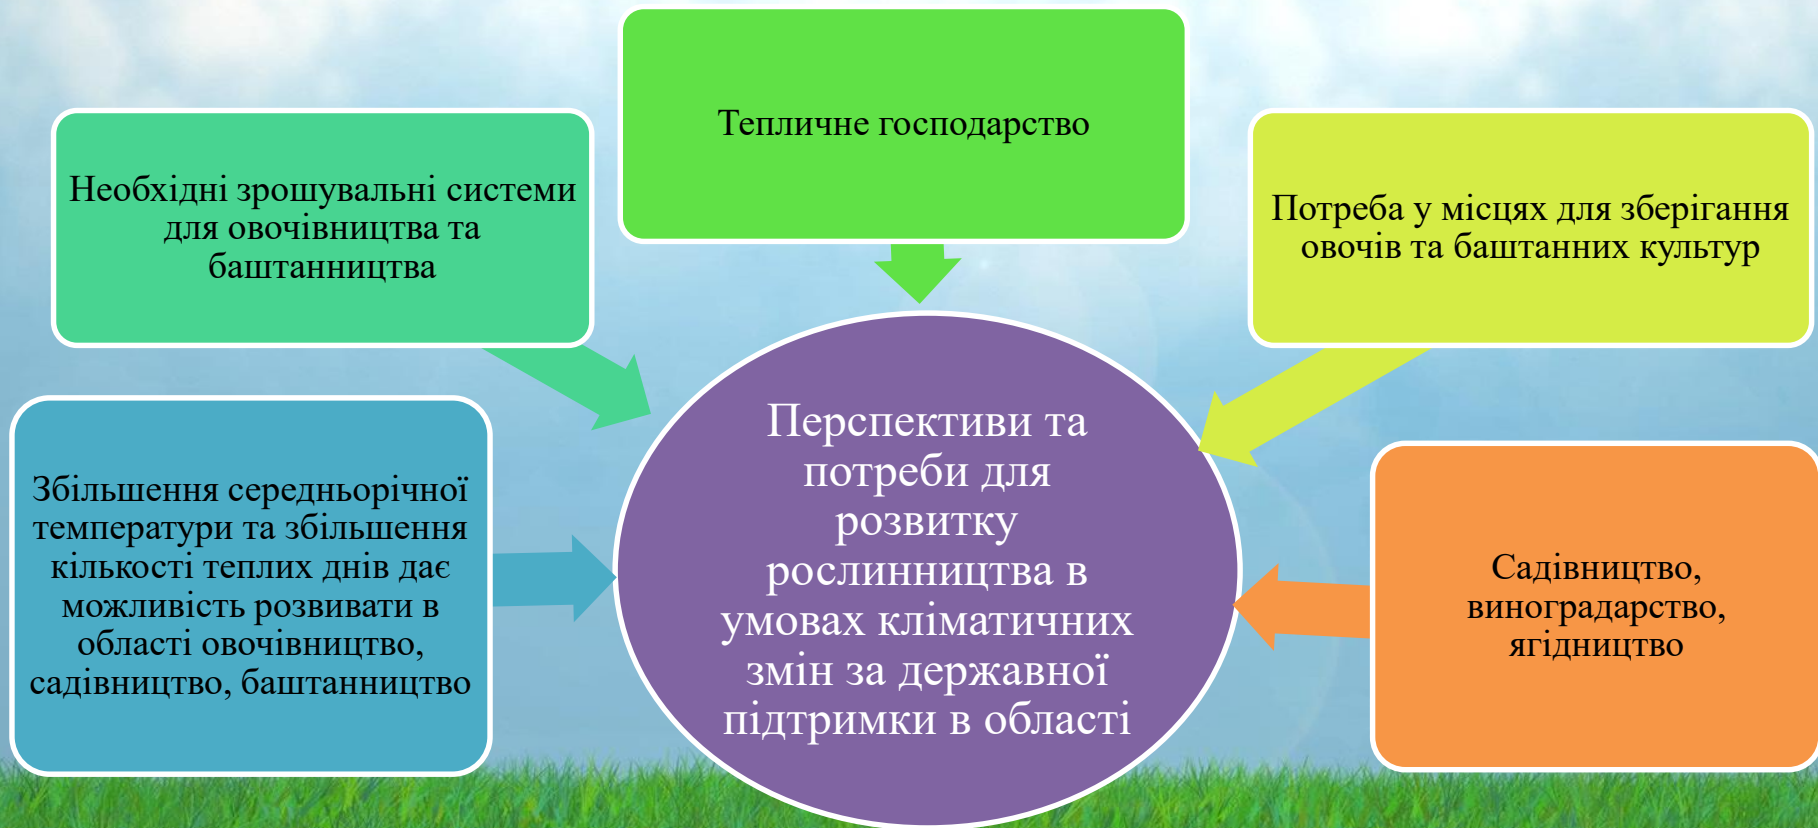 Тепличне господарство
Необхідні зрошувальні системи
для овочівництва та
баштанництва
Потреба у місцях для зберігання
овочів та баштанних культур
Збільшення середньорічної
температури та збільшення
кількості теплих днів дає
можливість розвивати в
області овочівництво,
садівництво, баштанництво
Перспективи та
потреби для
розвитку
рослинництва в
умовах кліматичних
змін за державної
підтримки в області
Садівництво,
виноградарство,
ягідництво